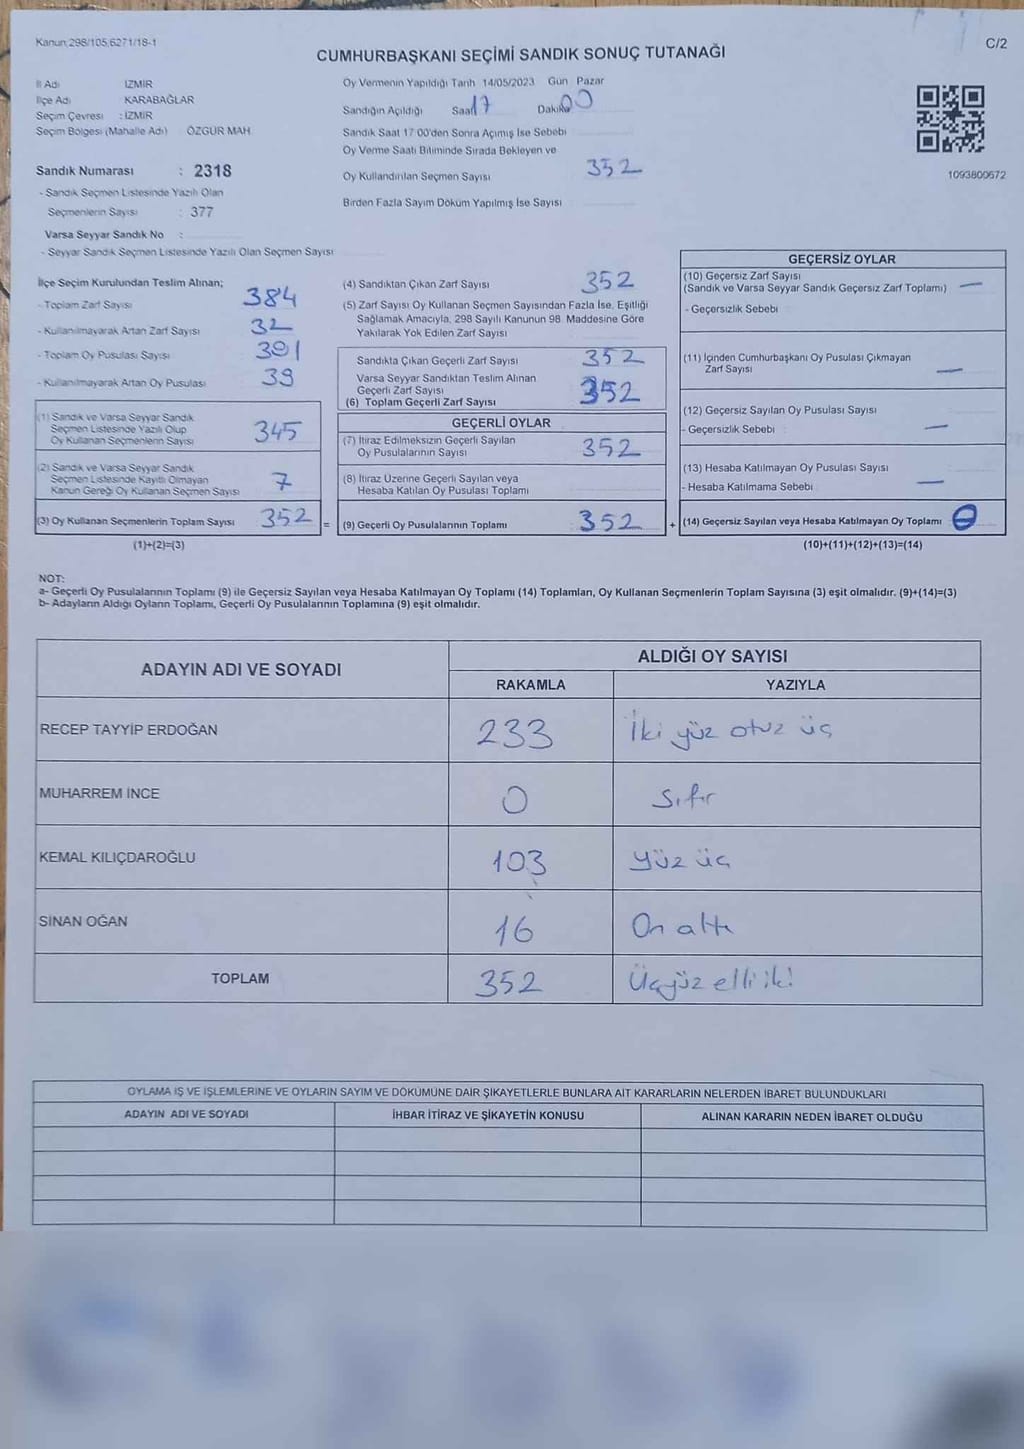 Kanun;298/105,6271/18-1
C/2
CUMHURBAŞKANI SEÇİMİ SANDIK SONUÇ TUTANAĞI
İl Adı İZMİR
İlçe Adı KARABAĞLAR
Seçim Çevresi : İZMİR
Seçim Bölgesi (Mahalle Adı) ÖZGÜR MAH.
Oy Vermenin Yapıldığı Tarih 14/05/2023 Gün Pazar
Sandığın Açıldığı Saat 17 Dakika 00
Sandık Saat 17:00'den Sonra Açımış İse Sebebi
Oy Verme Saati Bitiminde Sırada Bekleyen ve
Oy Kullandırılan Seçmen Sayısı 352
Birden Fazla Sayım Döküm Yapılmış İse Sayısı
1093800672
Sandık Numarası : 2318
- Sandık Seçmen Listesinde Yazılı Olan
Seçmenlerin Sayısı : 377
Varsa Seyyar Sandık No :
- Seyyar Sandık Seçmen Listesinde Yazılı Olan Seçmen Sayısı
İlçe Seçim Kurulundan Teslim Alınan;
- Toplam Zarf Sayısı 384
- Kullanılmayarak Artan Zarf Sayısı 32
- Toplam Oy Pusulası Sayısı 391
- Kullanılmayarak Artan Oy Pusulası 39
(1) Sandık ve Varsa Seyyar Sandık
Seçmen Listesinde Yazılı Olup
Oy Kullanan Seçmenlerin Sayısı 345
(2) Sandık ve Varsa Seyyar Sandık
Seçmen Listesinde Kayıtlı Olmayan
Kanun Gereği Oy Kullanan Seçmen Sayısı 7
(3) Oy Kullanan Seçmenlerin Toplam Sayısı 352 =
(1)+(2)=(3)
(4) Sandıktan Çıkan Zarf Sayısı 352
(5) Zarf Sayısı Oy Kullanan Seçmen Sayısından Fazla İse, Eşitliği
Sağlamak Amacıyla, 298 Sayılı Kanunun 98. Maddesine Göre
Yakılarak Yok Edilen Zarf Sayısı
Sandıkta Çıkan Geçerli Zarf Sayısı 352
Varsa Seyyar Sandıktan Teslim Alınan
Geçerli Zarf Sayısı
(6) Toplam Geçerli Zarf Sayısı 352
GEÇERLİ OYLAR
(7) İtiraz Edilmeksizin Geçerli Sayılan
Oy Pusulalarının Sayısı 352
(8) İtiraz Üzerine Geçerli Sayılan veya
Hesaba Katılan Oy Pusulası Toplamı
(9) Geçerli Oy Pusulalarının Toplamı : 352 +
GEÇERSİZ OYLAR
(10) Geçersiz Zarf Sayısı
(Sandık ve Varsa Seyyar Sandık Geçersiz Zarf Toplamı) —
- Geçersizlik Sebebi
(11) İçinden Cumhurbaşkanı Oy Pusulası Çıkmayan
Zarf Sayısı —
(12) Geçersiz Sayılan Oy Pusulası Sayısı
- Geçersizlik Sebebi —
(13) Hesaba Katılmayan Oy Pusulası Sayısı
- Hesaba Katılmama Sebebi —
(14) Geçersiz Sayılan veya Hesaba Katılmayan Oy Toplamı 0
(10)+(11)+(12)+(13)=(14)
NOT:
a- Geçerli Oy Pusulalarının Toplamı (9) ile Geçersiz Sayılan veya Hesaba Katılmayan Oy Toplamı (14) Toplamları, Oy Kullanan Seçmenlerin Toplam Sayısına (3) eşit olmalıdır. (9)+(14)=(3)
b- Adayların Aldığı Oyların Toplamı, Geçerli Oy Pusulalarının Toplamına (9) eşit olmalıdır.
ADAYIN ADI VE SOYADI ALDIĞI OY SAYISI
RAKAMLA YAZIYLA
RECEP TAYYİP ERDOĞAN 233 İki yüz otuz üç
MUHARREM İNCE 0 Sıfır
KEMAL KILIÇDAROĞLU 103 yüz üç
SİNAN OĞAN 16 On altı
TOPLAM 352 Üçyüz elli iki
OYLAMA İŞ VE İŞLEMLERİNE VE OYLARIN SAYIM VE DÖKÜMÜNE DAİR ŞİKAYETLERLE BUNLARA AİT KARARLARIN NELERDEN İBARET BULUNDUKLARI
ADAYIN ADI VE SOYADI İHBAR İTİRAZ VE ŞİKAYETİN KONUSU ALINAN KARARIN NEDEN İBARET OLDUĞU